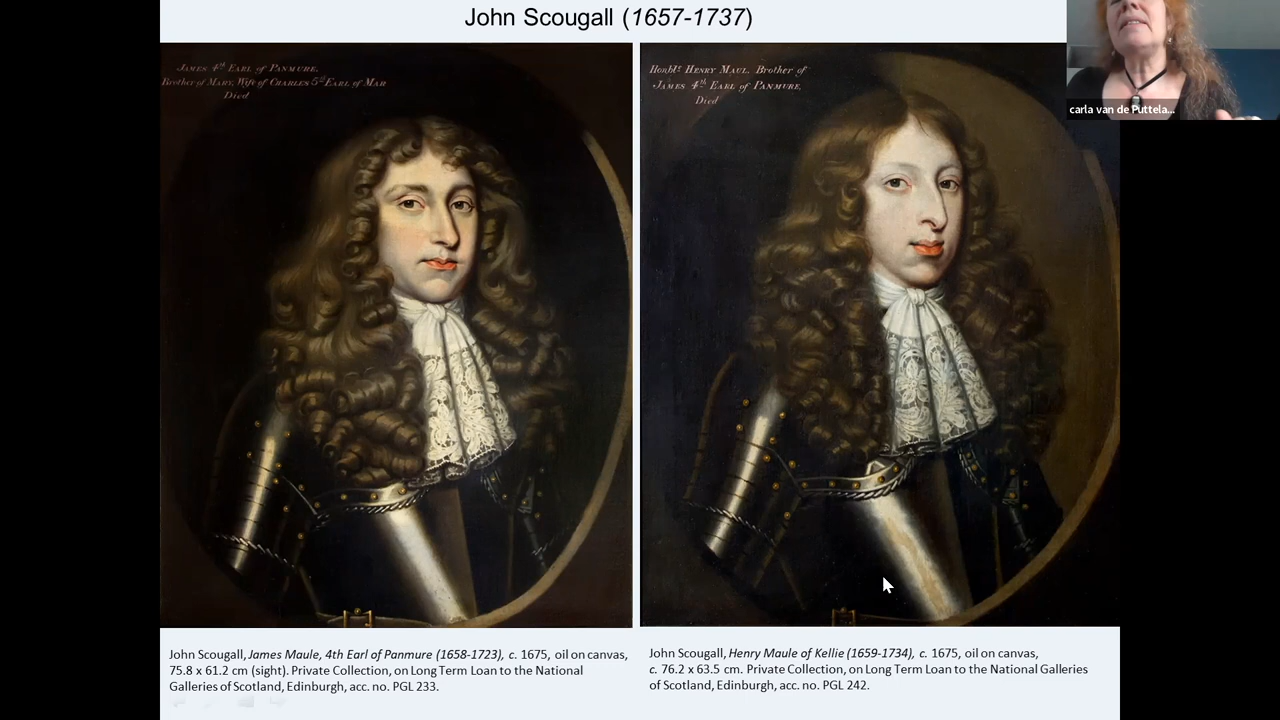 John Scougall (1657-1737)
JAMES 4th EARL of PANMURE,
Brother of MARY, Wife of CHARLES 5th EARL of MAR
Died
Honble HENRY MAUL, Brother of
JAMES 4th EARL of PANMURE,
Died
carla van de Puttela...
John Scougall, James Maule, 4th Earl of Panmure (1658-1723), c. 1675, oil on canvas,
75.8 x 61.2 cm (sight). Private Collection, on Long Term Loan to the National
Galleries of Scotland, Edinburgh, acc. no. PGL 233.
John Scougall, Henry Maule of Kellie (1659-1734), c. 1675, oil on canvas,
c. 76.2 x 63.5 cm. Private Collection, on Long Term Loan to the National Galleries
of Scotland, Edinburgh, acc. no. PGL 242.